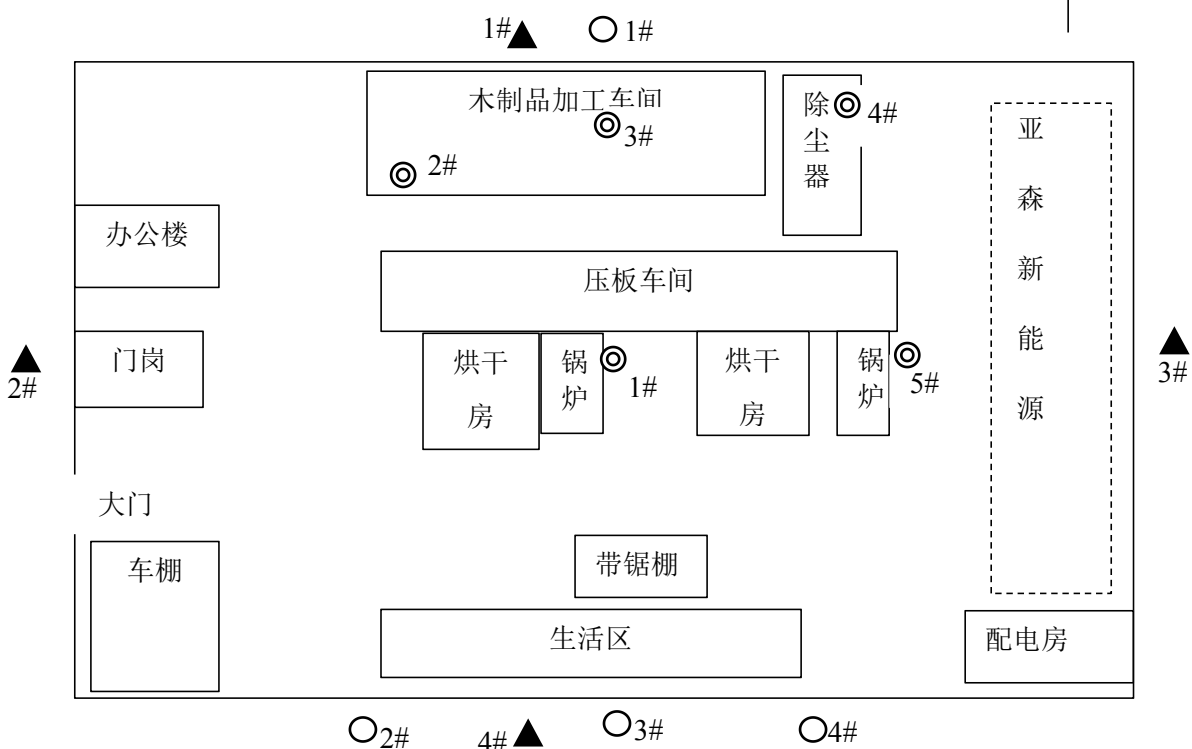 1#
1#
木制品加工车间
3#
2#
除尘器
4#
亚森新能源
办公楼
压板车间
门岗
烘干房
锅炉
1#
烘干房
锅炉
5#
2#
3#
大门
车棚
带锯棚
生活区
配电房
2#
4#
3#
4#